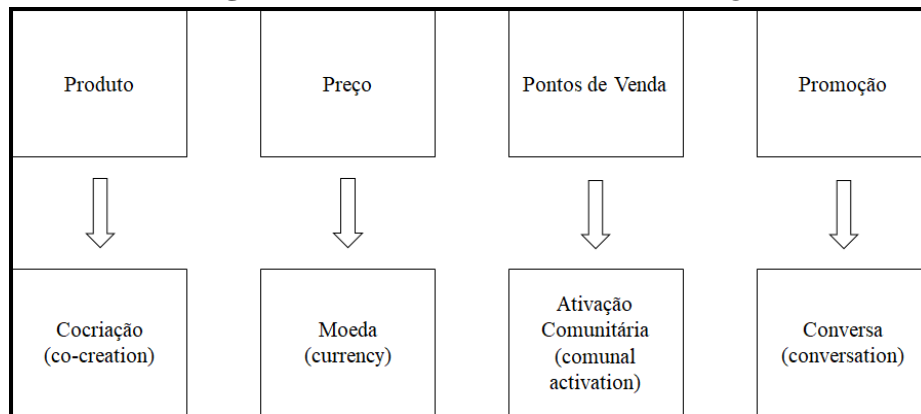 Produto
Preço
Pontos de Venda
Promoção
Cocriação
(co-creation)
Moeda
(currency)
Ativação
Comunitária
(comunal
activation)
Conversa
(conversation)